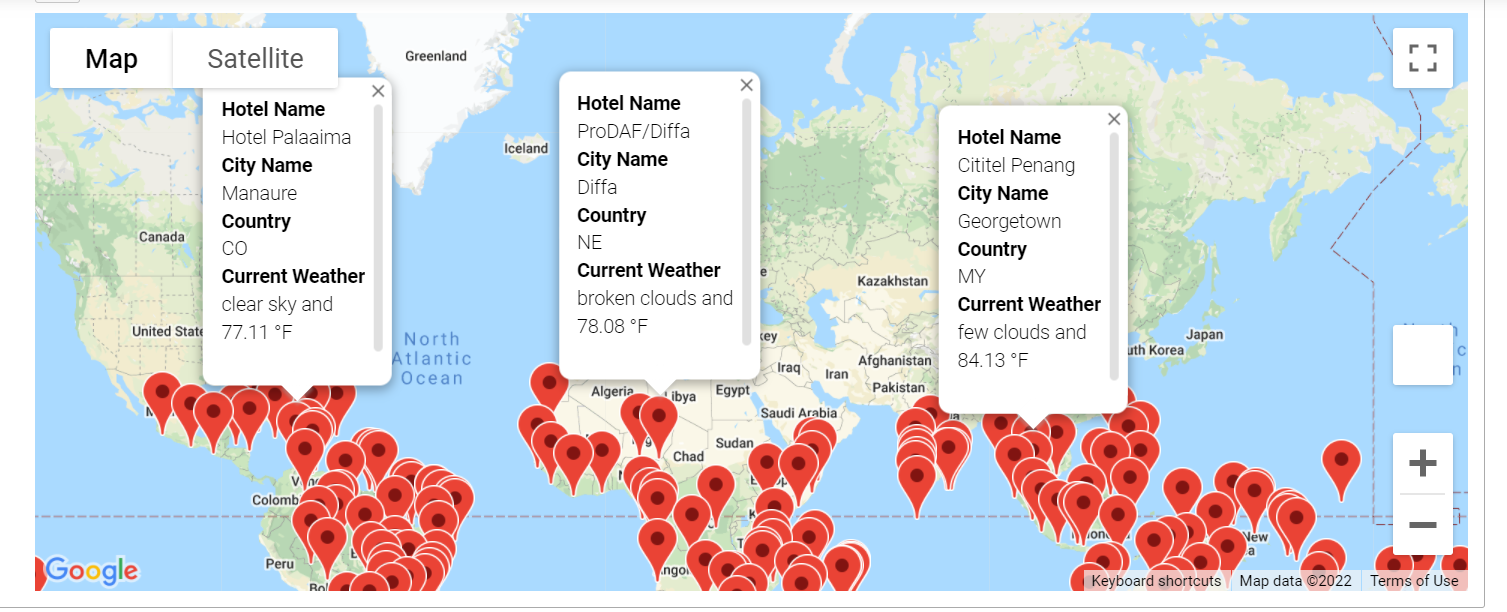 Map
Satellite
Hotel Name
Hotel Palaaima
City Name
Manaure
Country
CO
Current Weather
clear sky and
77.11 °F
Hotel Name
ProDAF/Diffa
City Name
Diffa
Country
NE
Current Weather
broken clouds and
78.08 °F
Hotel Name
Cititel Penang
City Name
Georgetown
Country
MY
Current Weather
few clouds and
84.13 °F
Greenland
Iceland
Canada
United State
North
Atlantic
Ocean
Kazakhstan
Japan
uth Korea
Afghanistan
Iraq
Iran
Pakistan
key
Algeria
Libya
Egypt
Saudi Arabia
Sudan
Chad
Colomb
Peru
Google
Keyboard shortcuts
Map data ©2022
Terms of Use